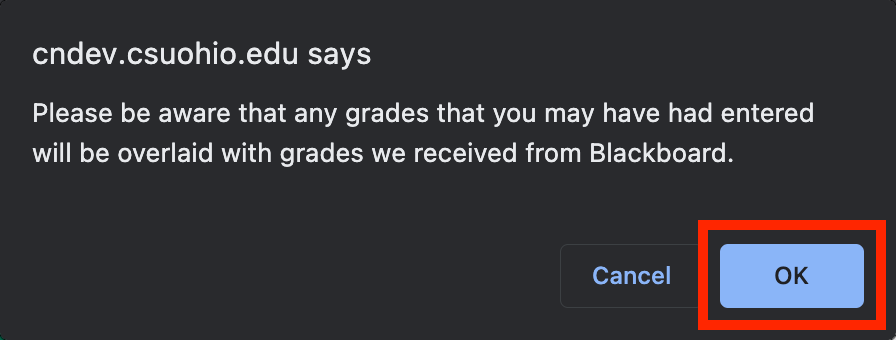 cndev.csuohio.edu says
Please be aware that any grades that you may have had entered
will be overlaid with grades we received from Blackboard.
Cancel
OK